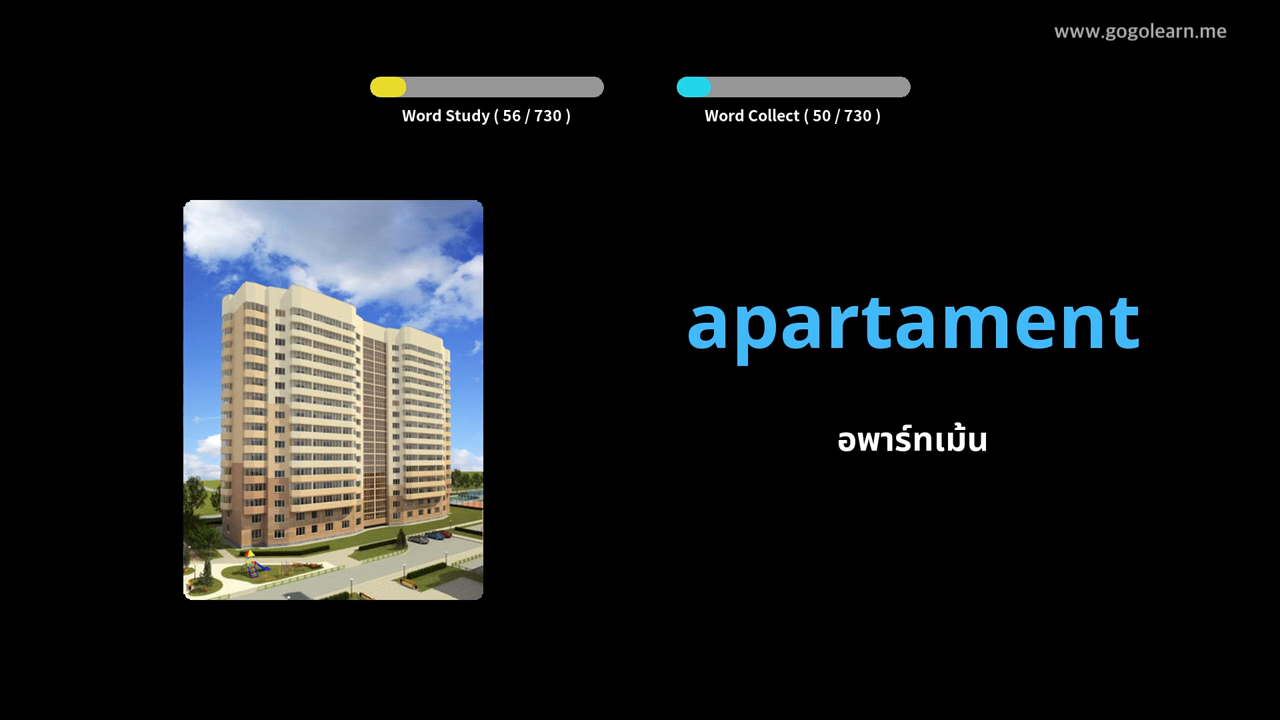 www.gogolearn.me
Word Study ( 56 / 730 )
Word Collect ( 50 / 730 )
apartament
อพาร์ทเม้น